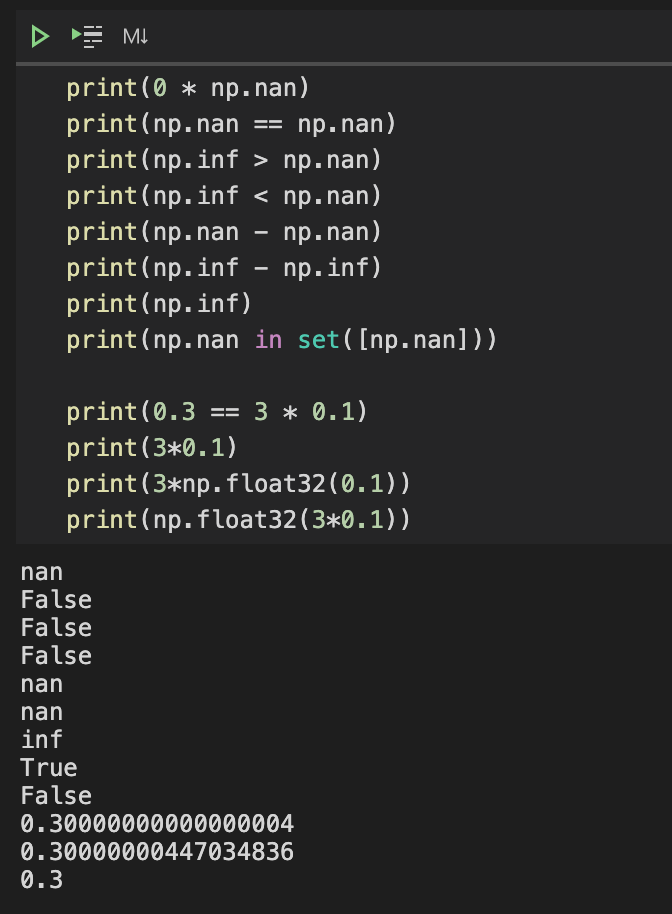 M↓
print(0 * np.nan)
print(np.nan == np.nan)
print(np.inf > np.nan)
print(np.inf < np.nan)
print(np.nan - np.nan)
print(np.inf - np.inf)
print(np.inf)
print(np.nan in set([np.nan]))
print(0.3 == 3 * 0.1)
print(3*0.1)
print(3*np.float32(0.1))
print(np.float32(3*0.1))
nan
False
False
False
nan
nan
inf
True
False
0.30000000000000004
0.30000000447034836
0.3